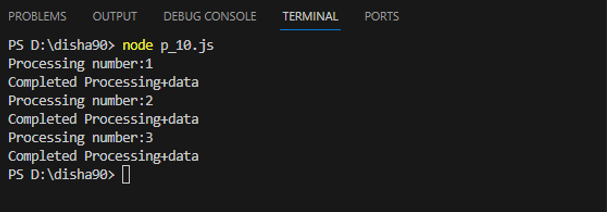 PROBLEMS OUTPUT DEBUG CONSOLE TERMINAL PORTS
PS D:\disha90> node p_10.js
Processing number:1
Completed Processing+data
Processing number:2
Completed Processing+data
Processing number:3
Completed Processing+data
PS D:\disha90>